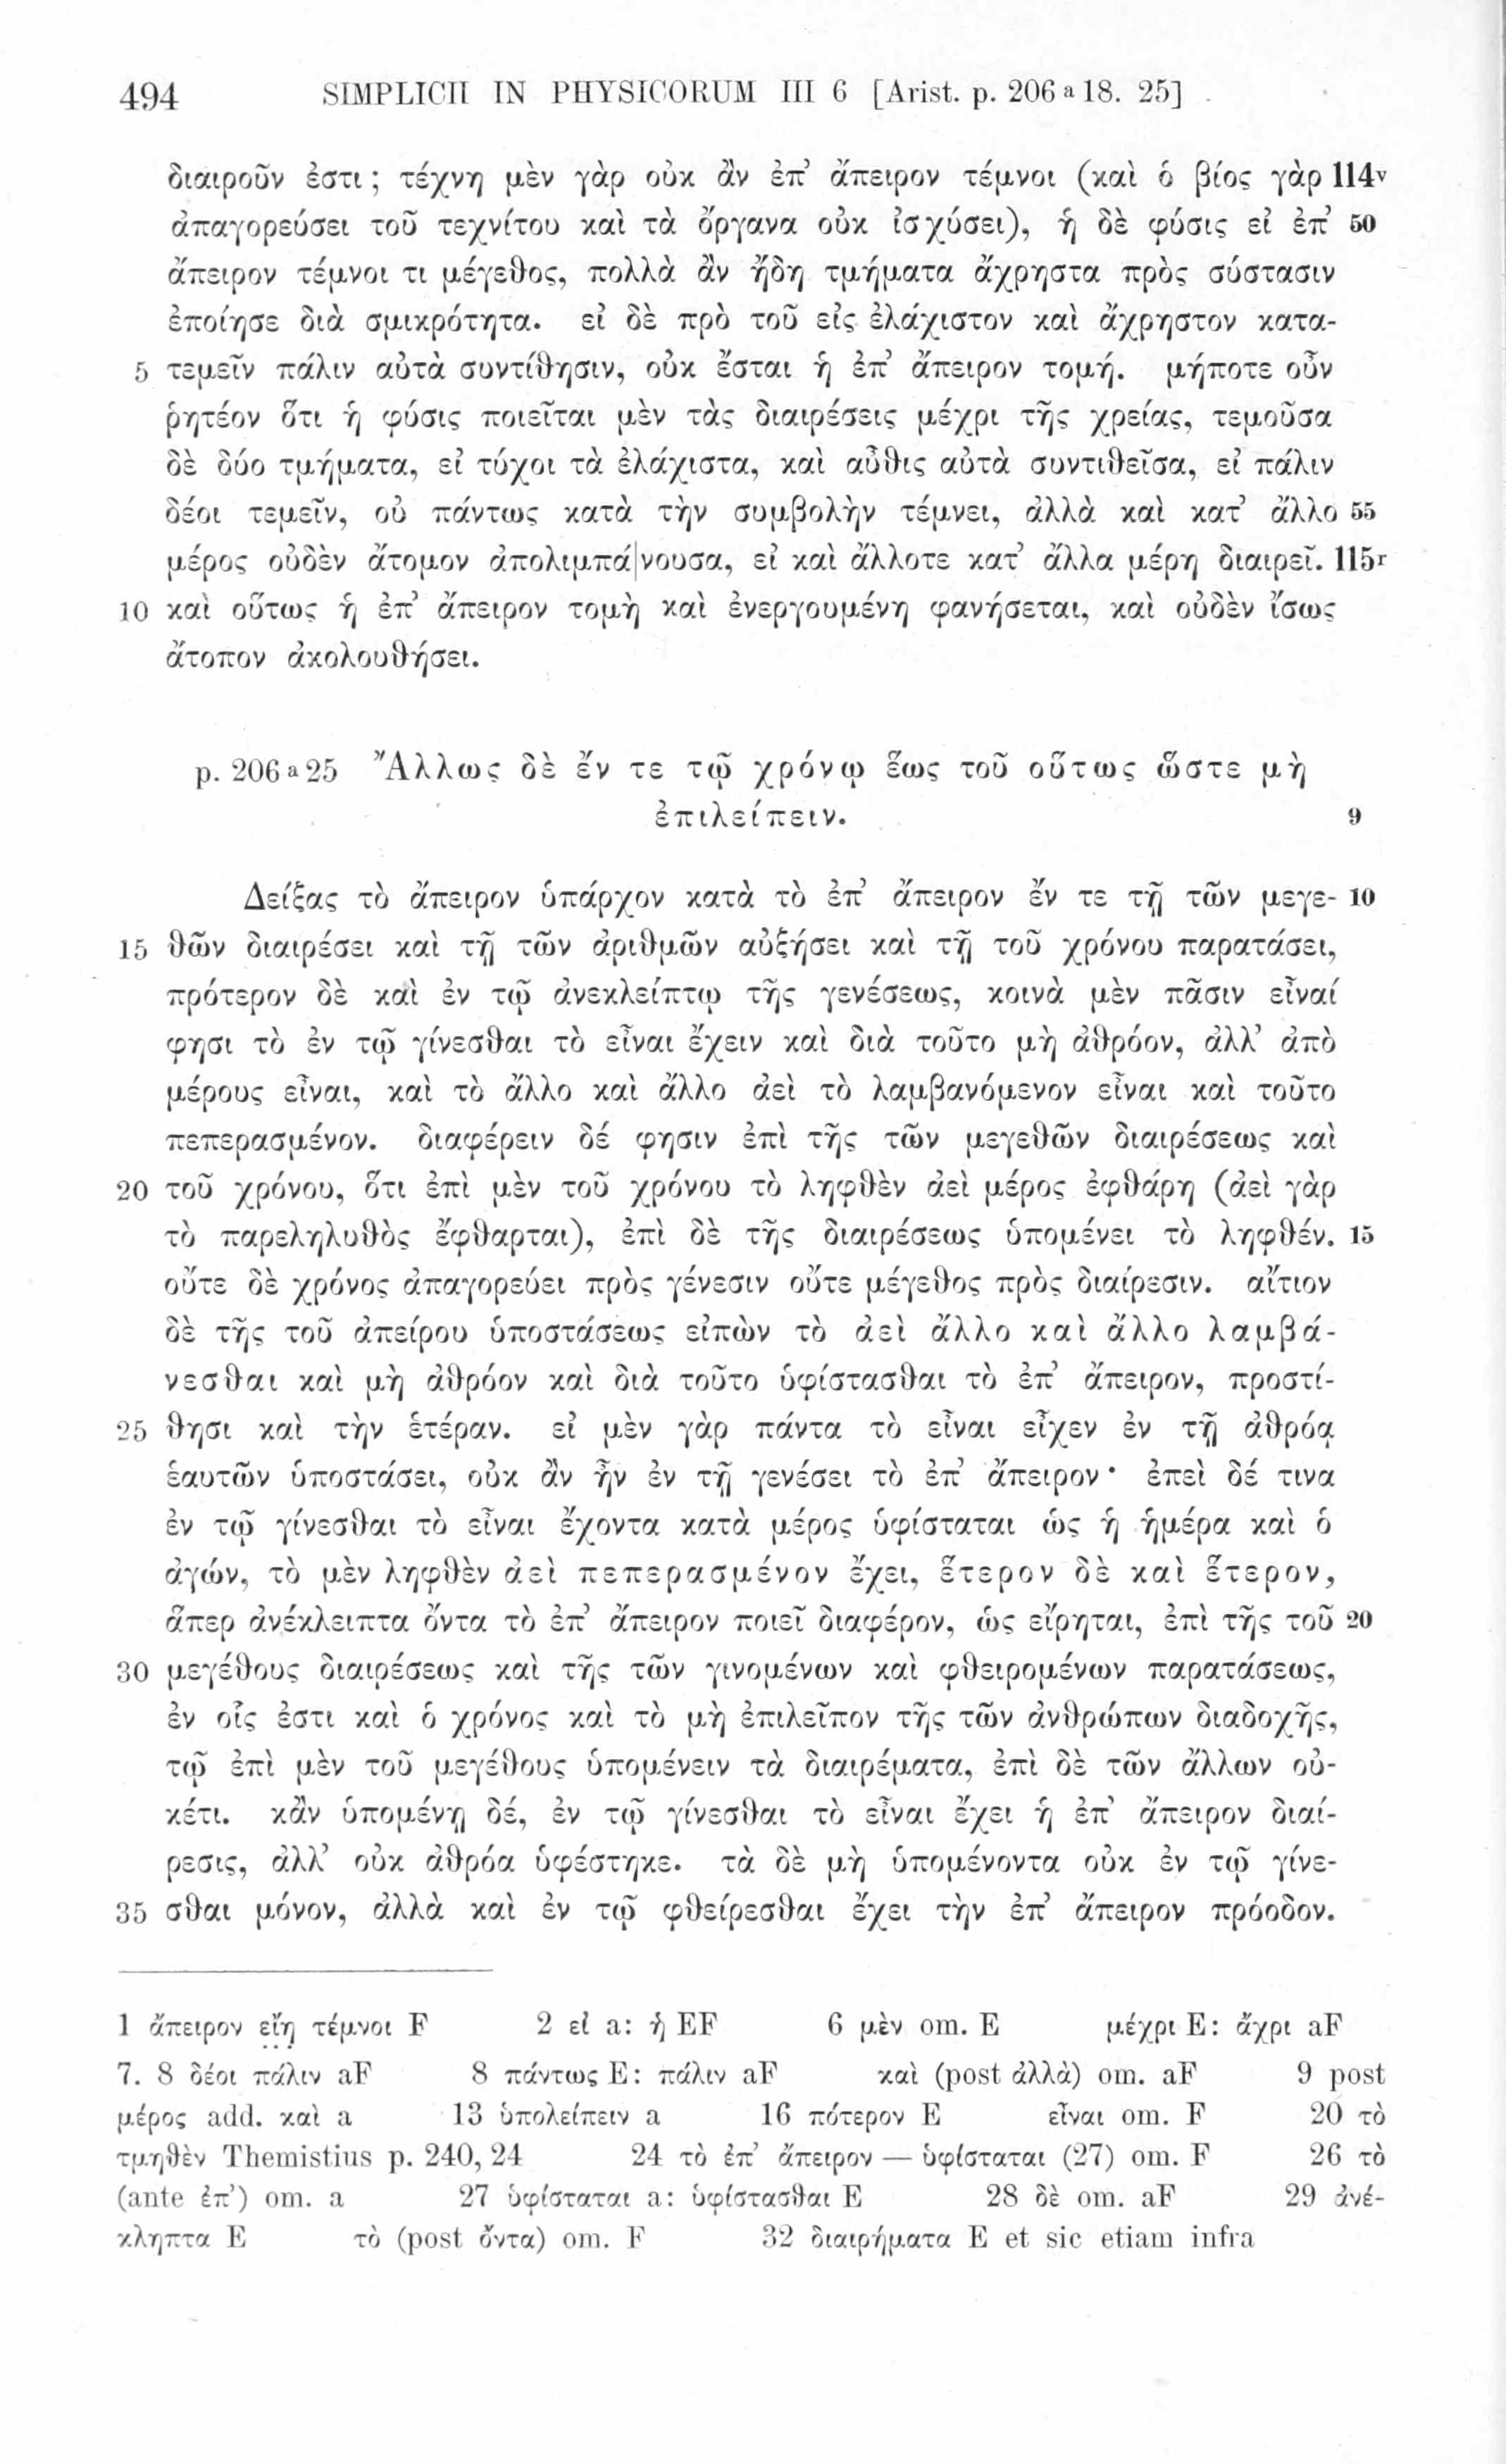 494 SIMPLICII IN PHYSICORUM III 6 [Arist. p. 206 a 18. 25]
διαιροῦν ἐστι; τέχνῃ μὲν γὰρ οὐκ ἂν ἐπ’ ἄπειρον τέμνοι (καὶ ὁ βίος γὰρ 114v
ἀπαγορεύσει τοῦ τεχνίτου καὶ τὰ ὄργανα οὐκ ἰσχύσει), ἡ δὲ φύσις εἰ ἐπ’ 50
ἄπειρον τέμνοι τι μέγεθος, πολλὰ ἂν ἤδη τμήματα ἄχρηστα πρὸς σύστασιν
ἐποίησε διὰ σμικρότητα. εἰ δὲ πρὸ τοῦ εἰς ἐλάχιστον καὶ ἄχρηστον κατα-
5 τεμεῖν πάλιν αὐτὰ συντίθησιν, οὐκ ἔσται ἡ ἐπ’ ἄπειρον τομή. μήποτε οὖν
ῥητέον ὅτι ἡ φύσις ποιεῖται μὲν τὰς διαιρέσεις μέχρι τῆς χρείας, τεμοῦσα
δὲ δύο τμήματα, εἰ τύχοι τὰ ἐλάχιστα, καὶ αὖθις αὐτὰ συντιθεῖσα, εἰ πάλιν
δέοι τεμεῖν, οὐ πάντως κατὰ τὴν συμβολὴν τέμνει, ἀλλὰ καὶ κατ’ ἄλλο 55
μέρος οὐδὲν ἄτομον ἀπολιμπά|νουσα, εἰ καὶ ἄλλοτε κατ’ ἄλλα μέρη διαιρεῖ. 115r
10 καὶ οὕτως ἡ ἐπ’ ἄπειρον τομὴ καὶ ἐνεργουμένη φανήσεται, καὶ οὐδὲν ἴσως
ἄτοπον ἀκολουθήσει.
p. 206 a 25 Ἄλλως δὲ ἔν τε τῷ χρόνῳ ἕως τοῦ οὕτως ὥστε μὴ
ἐπιλείπειν. 9
Δείξας τὸ ἄπειρον ὑπάρχον κατὰ τὸ ἐπ’ ἄπειρον ἔν τε τῇ τῶν μεγε- 10
15 θῶν διαιρέσει καὶ τῇ τῶν ἀριθμῶν αὐξήσει καὶ τῇ τοῦ χρόνου παρατάσει,
πρότερον δὲ καὶ ἐν τῷ ἀνεκλείπτῳ τῆς γενέσεως, κοινὰ μὲν πᾶσιν εἶναί
φησι τὸ ἐν τῷ γίνεσθαι τὸ εἶναι ἔχειν καὶ διὰ τοῦτο μὴ ἀθρόον, ἀλλ’ ἀπὸ
μέρους εἶναι, καὶ τὸ ἄλλο καὶ ἄλλο ἀεὶ τὸ λαμβανόμενον εἶναι καὶ τοῦτο
πεπερασμένον. διαφέρειν δέ φησιν ἐπὶ τῆς τῶν μεγεθῶν διαιρέσεως καὶ
20 τοῦ χρόνου, ὅτι ἐπὶ μὲν τοῦ χρόνου τὸ ληφθὲν ἀεὶ μέρος ἐφθάρη (ἀεὶ γὰρ
τὸ παρεληλυθὸς ἔφθαρται), ἐπὶ δὲ τῆς διαιρέσεως ὑπομένει τὸ ληφθέν. 15
οὔτε δὲ χρόνος ἀπαγορεύει πρὸς γένεσιν οὔτε μέγεθος πρὸς διαίρεσιν. αἴτιον
δὲ τῆς τοῦ ἀπείρου ὑποστάσεως εἰπὼν τὸ ἀεὶ ἄλλο καὶ ἄλλο λαμβά-
νεσθαι καὶ μὴ ἀθρόον καὶ διὰ τοῦτο ὑφίστασθαι τὸ ἐπ’ ἄπειρον, προστί-
25 θησι καὶ τὴν ἑτέραν. εἰ μὲν γὰρ πάντα τὸ εἶναι εἶχεν ἐν τῇ ἀθρόᾳ
ἑαυτῶν ὑποστάσει, οὐκ ἂν ἦν ἐν τῇ γενέσει τὸ ἐπ’ ἄπειρον· ἐπεὶ δέ τινα
ἐν τῷ γίνεσθαι τὸ εἶναι ἔχοντα κατὰ μέρος ὑφίσταται ὡς ἡ ἡμέρα καὶ ὁ
ἀγών, τὸ μὲν ληφθὲν ἀεὶ πεπερασμένον ἔχει, ἕτερον δὲ καὶ ἕτερον,
ἅπερ ἀνέκλειπτα ὄντα τὸ ἐπ’ ἄπειρον ποιεῖ διαφέρον, ὡς εἴρηται, ἐπὶ τῆς τοῦ 20
30 μεγέθους διαιρέσεως καὶ τῆς τῶν γινομένων καὶ φθειρομένων παρατάσεως,
ἐν οἷς ἐστι καὶ ὁ χρόνος καὶ τὸ μὴ ἐπιλεῖπον τῆς τῶν ἀνθρώπων διαδοχῆς,
τῷ ἐπὶ μὲν τοῦ μεγέθους ὑπομένειν τὰ διαιρέματα, ἐπὶ δὲ τῶν ἄλλων οὐ-
κέτι. κἂν ὑπομένῃ δέ, ἐν τῷ γίνεσθαι τὸ εἶναι ἔχει ἡ ἐπ’ ἄπειρον διαί-
ρεσις, ἀλλ’ οὐκ ἀθρόα ὑφέστηκε. τὰ δὲ μὴ ὑπομένοντα οὐκ ἐν τῷ γίνε-
35 σθαι μόνον, ἀλλὰ καὶ ἐν τῷ φθείρεσθαι ἔχει τὴν ἐπ’ ἄπειρον πρόοδον.
1 ἄπειρον εἴη τέμνοι F 2 εἰ a: ἡ EF 6 μὲν om. E μέχρι E: ἄχρι aF
7. 8 δέοι πάλιν aF 8 πάντως E: πάλιν aF καὶ (post ἀλλὰ) om. aF 9 post
μέρος add. καὶ a 13 ὑπολείπειν a 16 πότερον E εἶναι om. F 20 τὸ
τμηθὲν Themistius p. 240, 24 24 τὸ ἐπ’ ἄπειρον — ὑφίσταται (27) om. F 26 τὸ
(ante ἐπ’) om. a 27 ὑφίσταται a: ὑφίστασθαι E 28 δὲ om. aF 29 ἀνέ-
κληπτα E τὸ (post ὄντα) om. F 32 διαιρήματα E et sic etiam infra